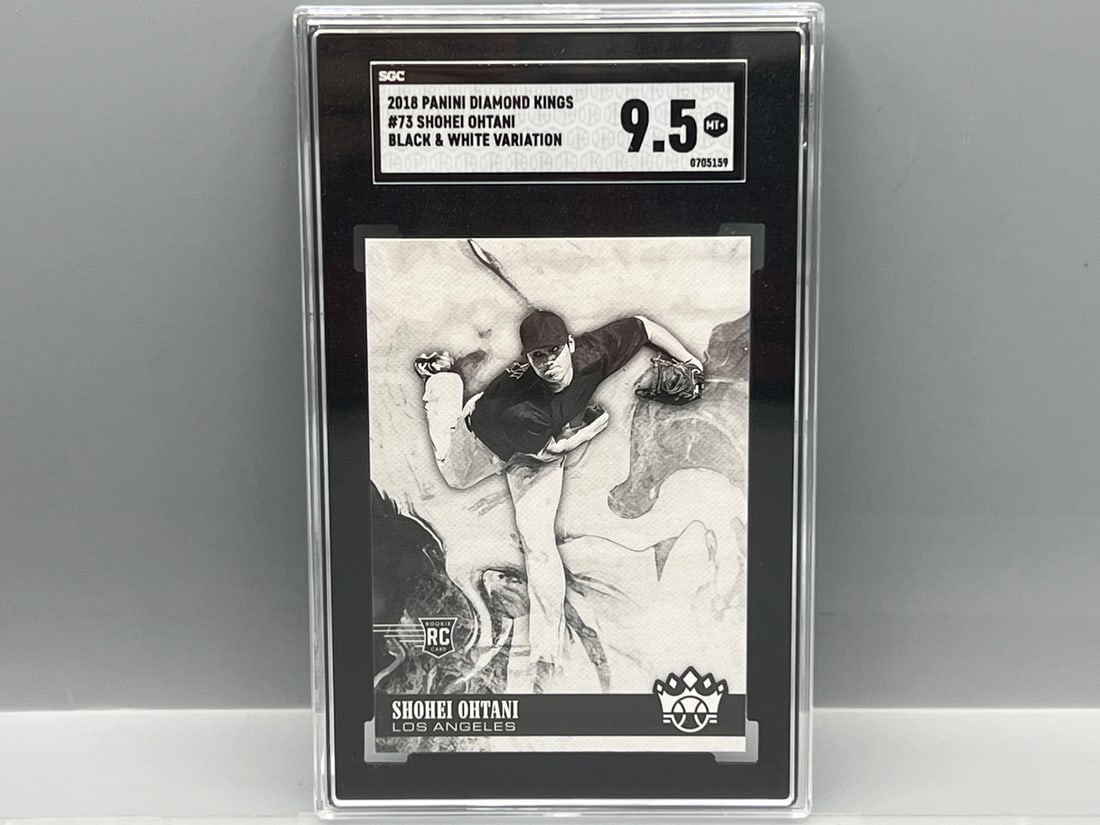 SGC
2018 PANINI DIAMOND KINGS
#73 SHOHEI OHTANI
BLACK & WHITE VARIATION
9.5
MT+
0705159
ROOKIE
RC
CARD
SHOHEI OHTANI
LOS ANGELES